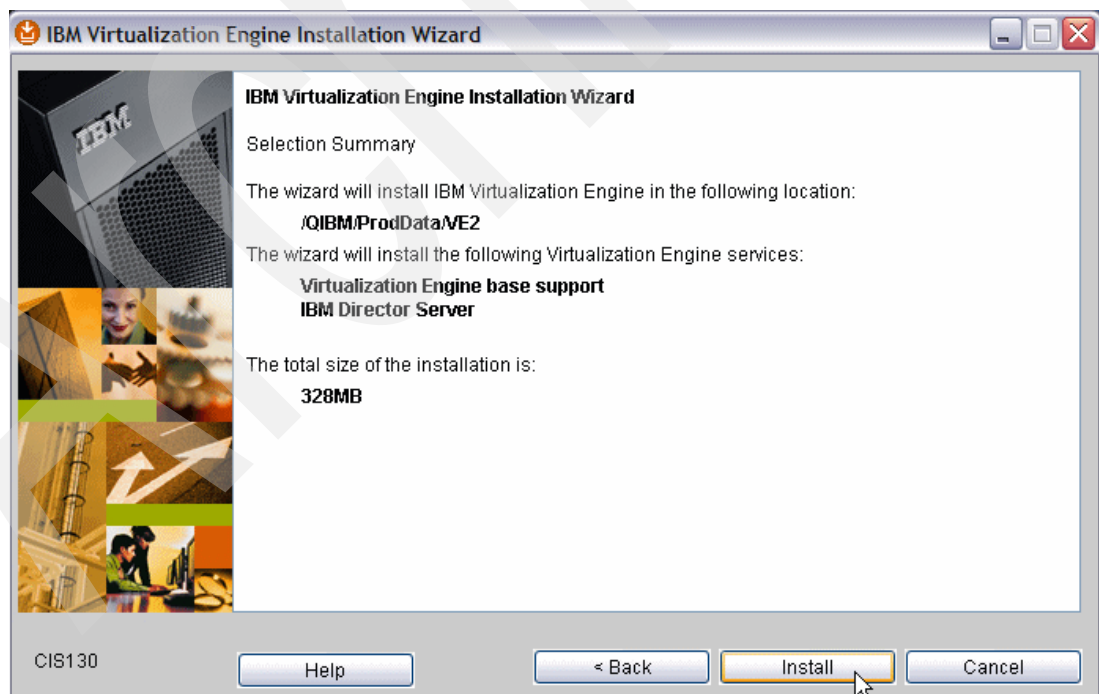 IBM Virtualization Engine Installation Wizard
IBM
IBM Virtualization Engine Installation Wizard
Selection Summary
The wizard will install IBM Virtualization Engine in the following location:
/QIBM/ProdData/VE2
The wizard will install the following Virtualization Engine services:
Virtualization Engine base support
IBM Director Server
The total size of the installation is:
328MB
CIS130
Help
< Back
Install
Cancel